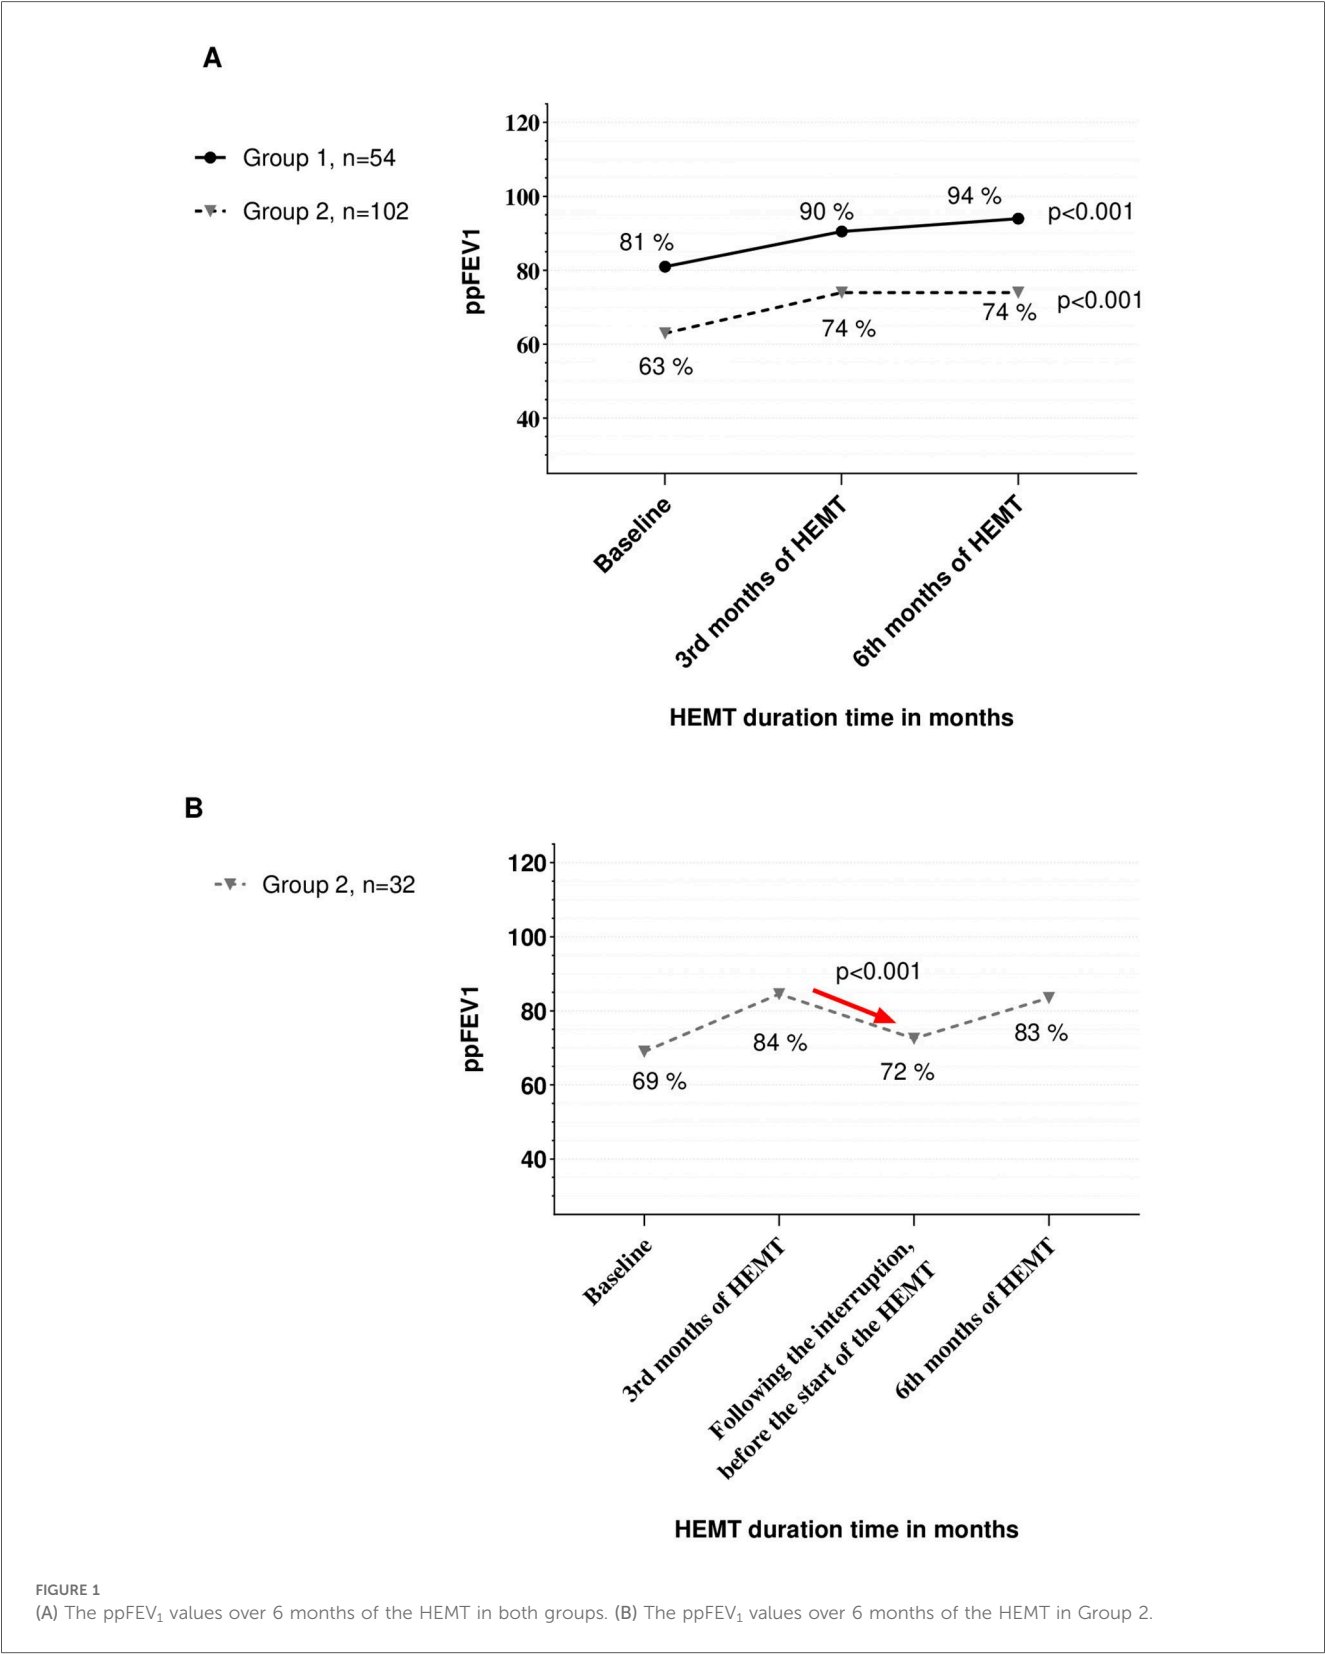 A
Group 1, n=54
Group 2, n=102
ppFEV1
120
100
80
60
40
81 %
90 %
94 %
p<0.001
63 %
74 %
74 %
p<0.001
Baseline
3rd months of HEMT
6th months of HEMT
HEMT duration time in months
B
Group 2, n=32
ppFEV1
120
100
80
60
40
p<0.001
69 %
84 %
72 %
83 %
Baseline
3rd months of HEMT
Following the interruption,
before the start of the HEMT
6th months of HEMT
HEMT duration time in months
FIGURE 1
(A) The ppFEV₁ values over 6 months of the HEMT in both groups. (B) The ppFEV₁ values over 6 months of the HEMT in Group 2.